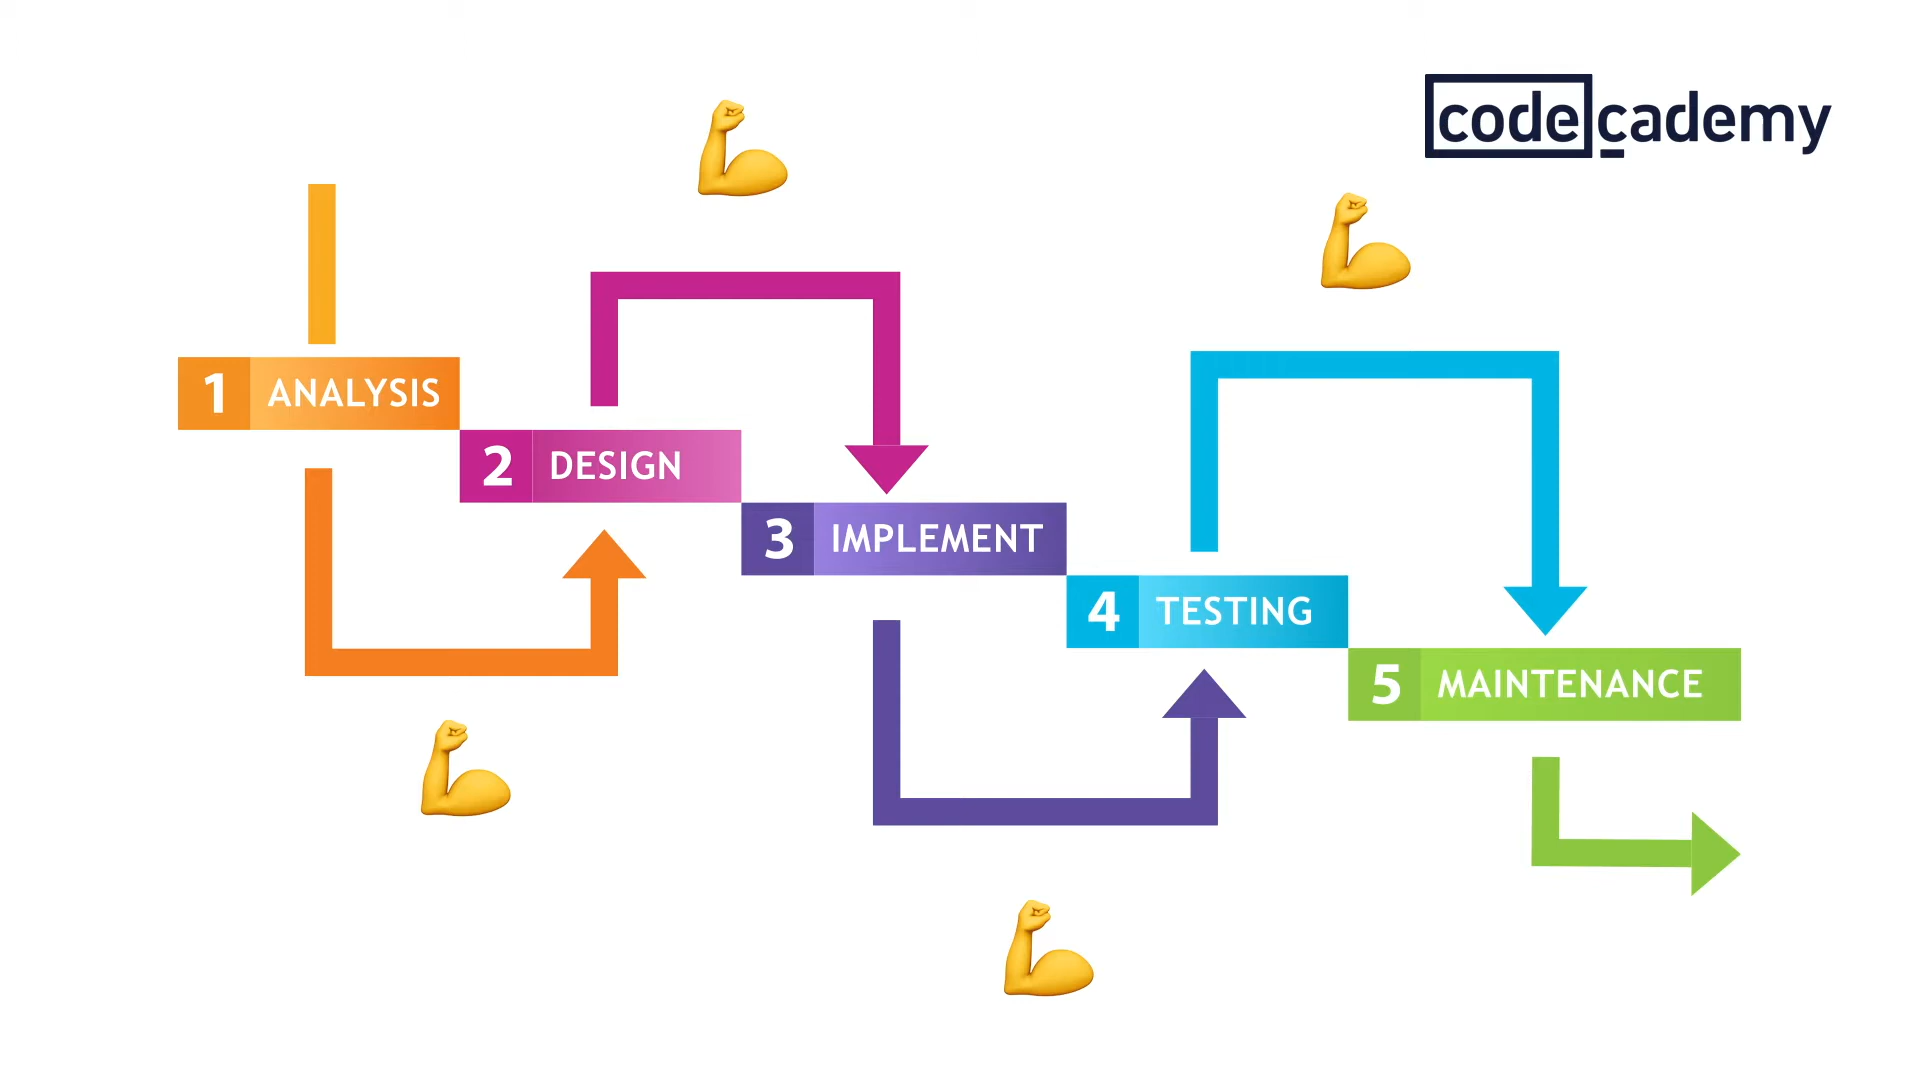 codecademy
1 ANALYSIS
2 DESIGN
3 IMPLEMENT
4 TESTING
5 MAINTENANCE